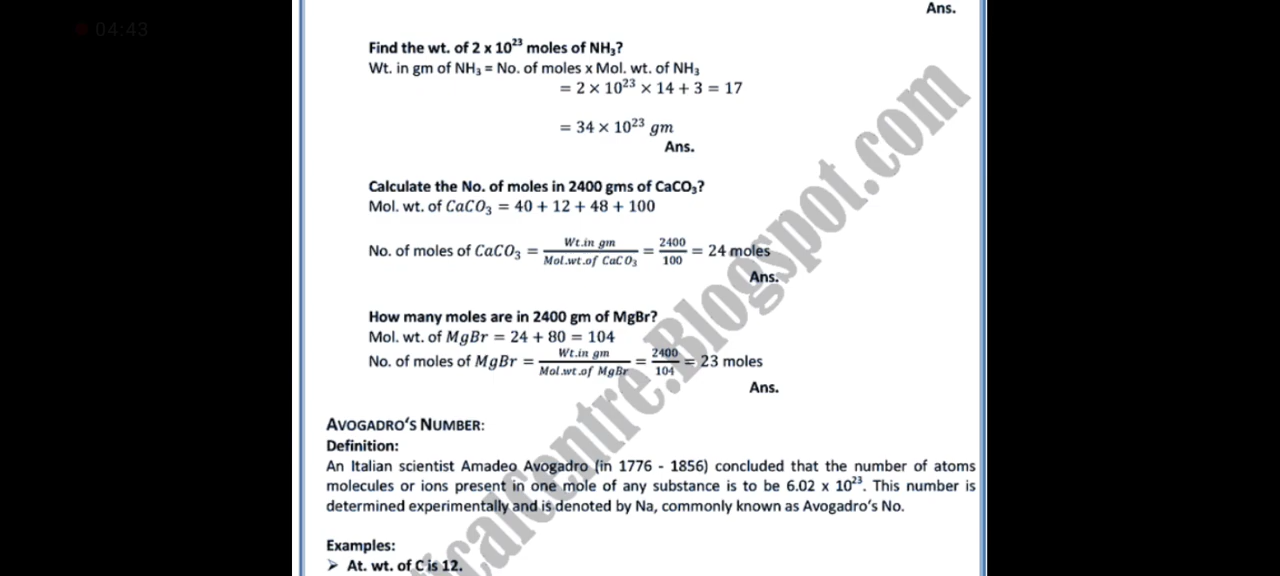 04:43
Ans.
Find the wt. of 2 x 10²³ moles of NH₃?
Wt. in gm of NH₃ = No. of moles x Mol. wt. of NH₃
= 2 × 10²³ × 14 + 3 = 17
= 34 × 10²³ gm
Ans.
Calculate the No. of moles in 2400 gms of CaCO₃?
Mol. wt. of CaCO₃ = 40 + 12 + 48 + 100
No. of moles of CaCO₃ = Wt.in gm / Mol.wt.of CaCO₃ = 2400 / 100 = 24 moles
Ans.
How many moles are in 2400 gm of MgBr?
Mol. wt. of MgBr = 24 + 80 = 104
No. of moles of MgBr = Wt.in gm / Mol.wt.of MgBr = 2400 / 104 = 23 moles
Ans.
AVOGADRO'S NUMBER:
Definition:
An Italian scientist Amadeo Avogadro (in 1776 - 1856) concluded that the number of atoms
molecules or ions present in one mole of any substance is to be 6.02 x 10²³. This number is
determined experimentally and is denoted by Na, commonly known as Avogadro's No.
Examples:
➢ At. wt. of C is 12.
icalcentre.Blogspot.com